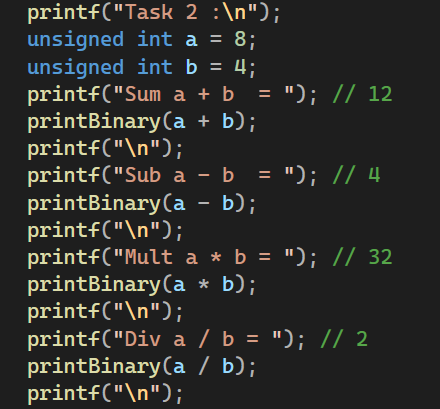 printf("Task 2 :\n");
unsigned int a = 8;
unsigned int b = 4;
printf("Sum a + b  = "); // 12
printBinary(a + b);
printf("\n");
printf("Sub a - b  = "); // 4
printBinary(a - b);
printf("\n");
printf("Mult a * b = "); // 32
printBinary(a * b);
printf("\n");
printf("Div a / b = "); // 2
printBinary(a / b);
printf("\n");